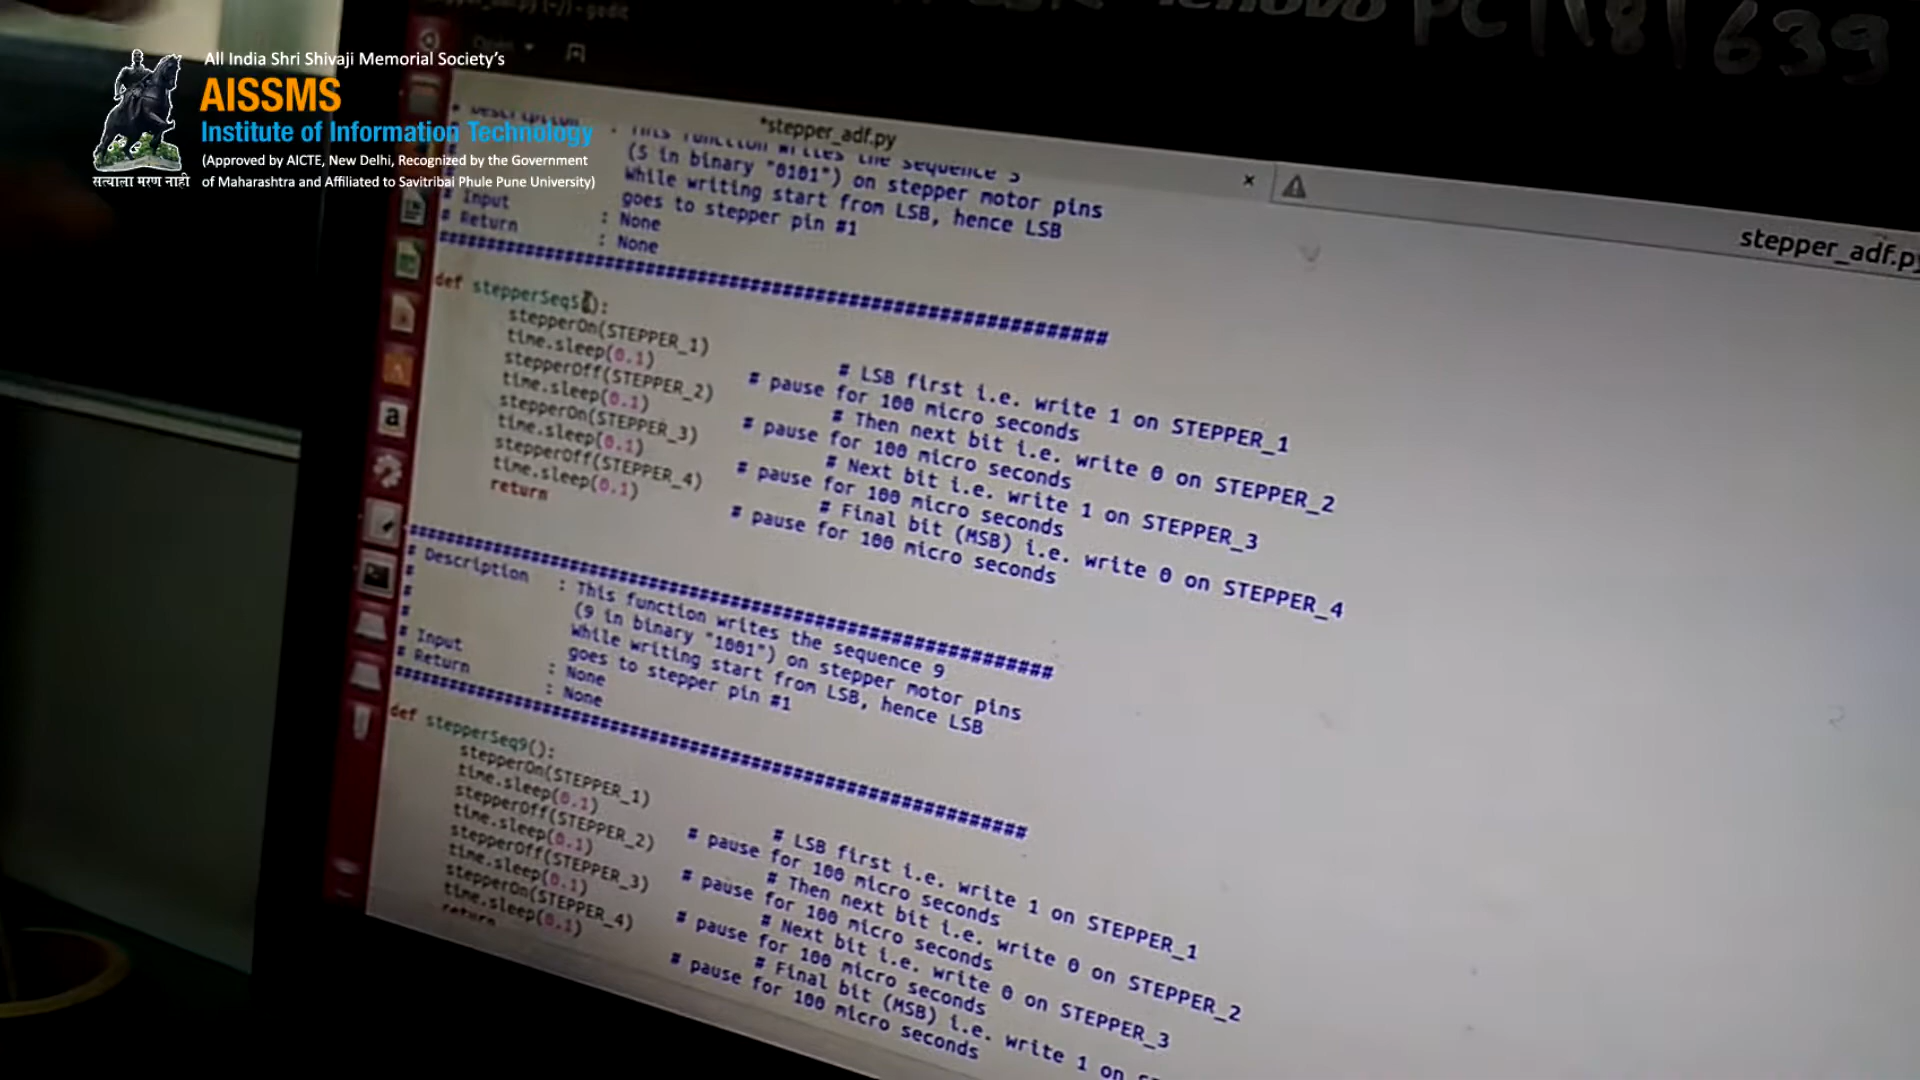 All India Shri Shivaji Memorial Society's
AISSMS
Institute of Information Technology
(Approved by AICTE, New Delhi, Recognized by the Government
of Maharashtra and Affiliated to Savitribai Phule Pune University)
सत्याला मरण नाही
lenovo PC 639
*stepper_adf.py
stepper_adf.py
# Description : This function writes the sequence 5
(5 in binary "0101") on stepper motor pins
While writing start from LSB, hence LSB
goes to stepper pin #1
# Input : None
# Return : None
def stepperSeq5():
stepperOn(STEPPER_1) # LSB first i.e. write 1 on STEPPER_1
time.sleep(0.1) # pause for 100 micro seconds
stepperOff(STEPPER_2) # Then next bit i.e. write 0 on STEPPER_2
time.sleep(0.1) # pause for 100 micro seconds
stepperOn(STEPPER_3) # Next bit i.e. write 1 on STEPPER_3
time.sleep(0.1) # pause for 100 micro seconds
stepperOff(STEPPER_4) # Final bit (MSB) i.e. write 0 on STEPPER_4
time.sleep(0.1) # pause for 100 micro seconds
return
# Description : This function writes the sequence 9
# (9 in binary "1001") on stepper motor pins
# While writing start from LSB, hence LSB
# goes to stepper pin #1
# Input : None
# Return : None
def stepperSeq9():
stepperOn(STEPPER_1) # LSB first i.e. write 1 on STEPPER_1
time.sleep(0.1) # pause for 100 micro seconds
stepperOff(STEPPER_2) # Then next bit i.e. write 0 on STEPPER_2
time.sleep(0.1) # pause for 100 micro seconds
stepperOff(STEPPER_3) # Next bit i.e. write 0 on STEPPER_3
time.sleep(0.1) # pause for 100 micro seconds
stepperOn(STEPPER_4) # Final bit (MSB) i.e. write 1 on
time.sleep(0.1) # pause for 100 micro seconds
return